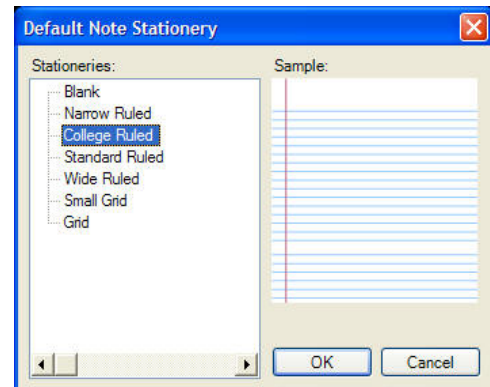 Default Note Stationery
Stationeries:
Sample:
Blank
Narrow Ruled
College Ruled
Standard Ruled
Wide Ruled
Small Grid
Grid
OK
Cancel